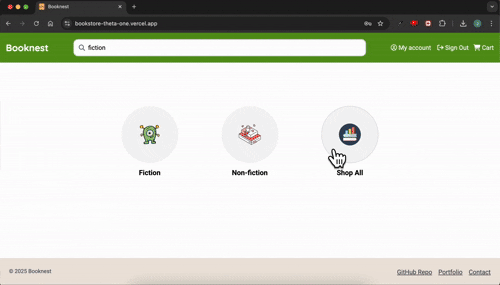 Booknest
bookstore-theta-one.vercel.app
Booknest
fiction
My account
Sign Out
Cart
Fiction
Non-fiction
Shop All
© 2025 Booknest
GitHub Repo
Portfolio
Contact